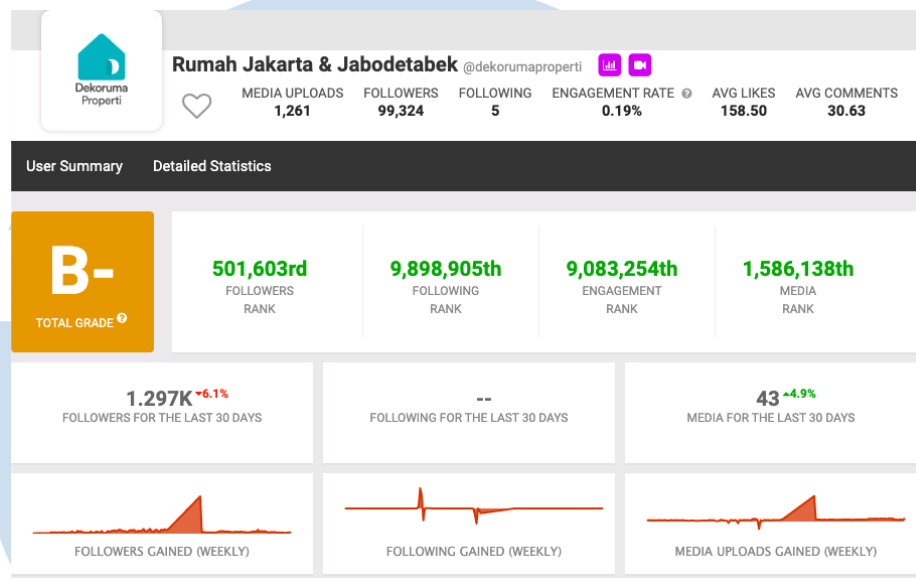 Dekoruma
Properti
Rumah Jakarta & Jabodetabek @dekorumaproperti
MEDIA UPLOADS FOLLOWERS FOLLOWING ENGAGEMENT RATE ? AVG LIKES AVG COMMENTS
1,261 99,324 5 0.19% 158.50 30.63
User Summary Detailed Statistics
B-
TOTAL GRADE ?
501,603rd 9,898,905th 9,083,254th 1,586,138th
FOLLOWERS FOLLOWING ENGAGEMENT MEDIA
RANK RANK RANK RANK
1.297K -6.1% -- 43 4.9%
FOLLOWERS FOR THE LAST 30 DAYS FOLLOWING FOR THE LAST 30 DAYS MEDIA FOR THE LAST 30 DAYS
FOLLOWERS GAINED (WEEKLY) FOLLOWING GAINED (WEEKLY) MEDIA UPLOADS GAINED (WEEKLY)